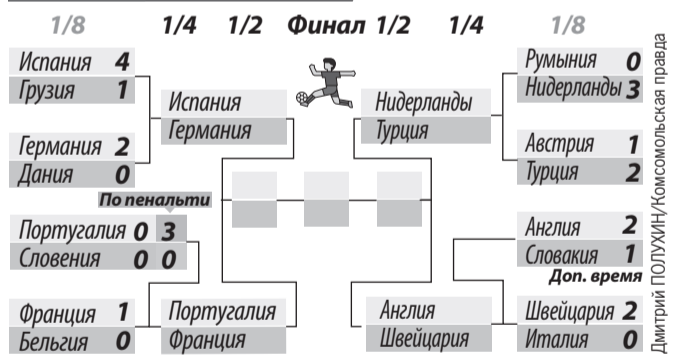 1/8 1/4 1/2 Финал 1/2 1/4 1/8
Испания 4
Грузия 1
Германия 2
Дания 0
По пенальти
Португалия 0 3
Словения 0 0
Франция 1
Бельгия 0
Испания
Германия
Португалия
Франция
Нидерланды
Турция
Англия
Швейцария
Румыния 0
Нидерланды 3
Австрия 1
Турция 2
Англия 2
Словакия 1
Доп. время
Швейцария 2
Италия 0
Дмитрий ПОЛУХИН/Комсомольская правда